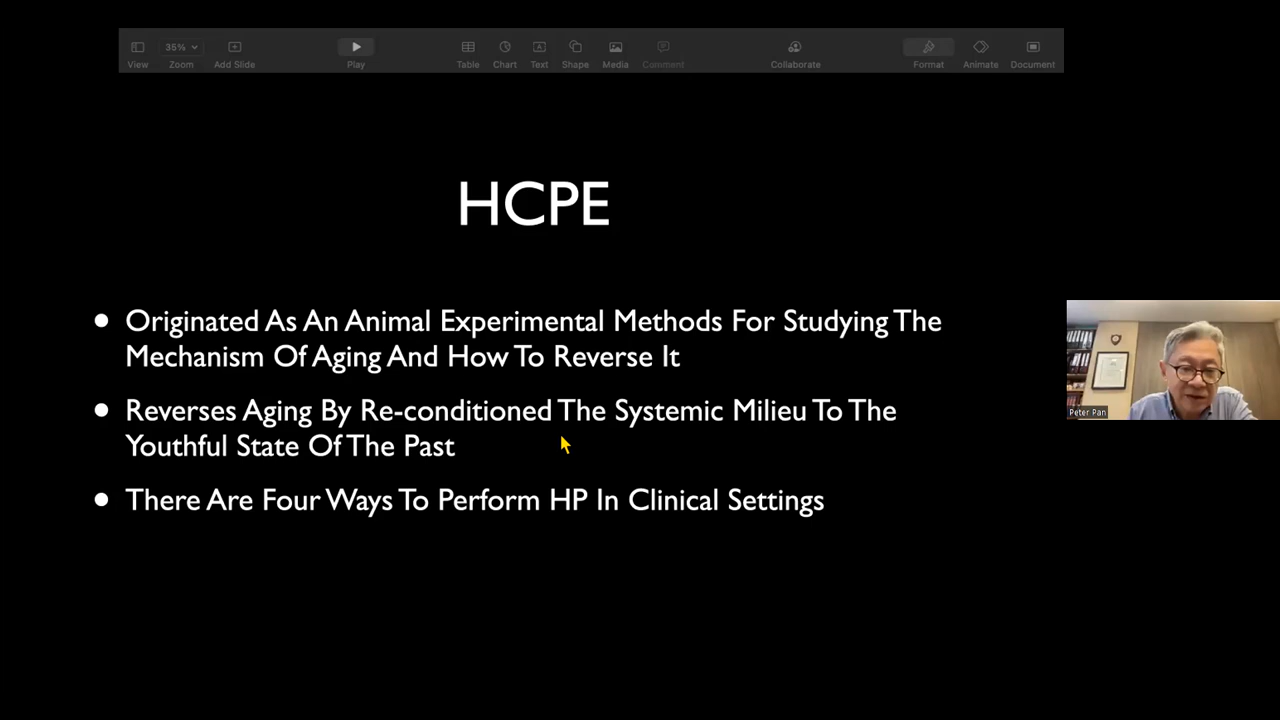 35%
View Zoom Add Slide Play Table Chart Text Shape Media Comment Collaborate Format Animate Document
HCPE
Originated As An Animal Experimental Methods For Studying The
Mechanism Of Aging And How To Reverse It
Reverses Aging By Re-conditioned The Systemic Milieu To The
Youthful State Of The Past
There Are Four Ways To Perform HP In Clinical Settings
Peter Pan